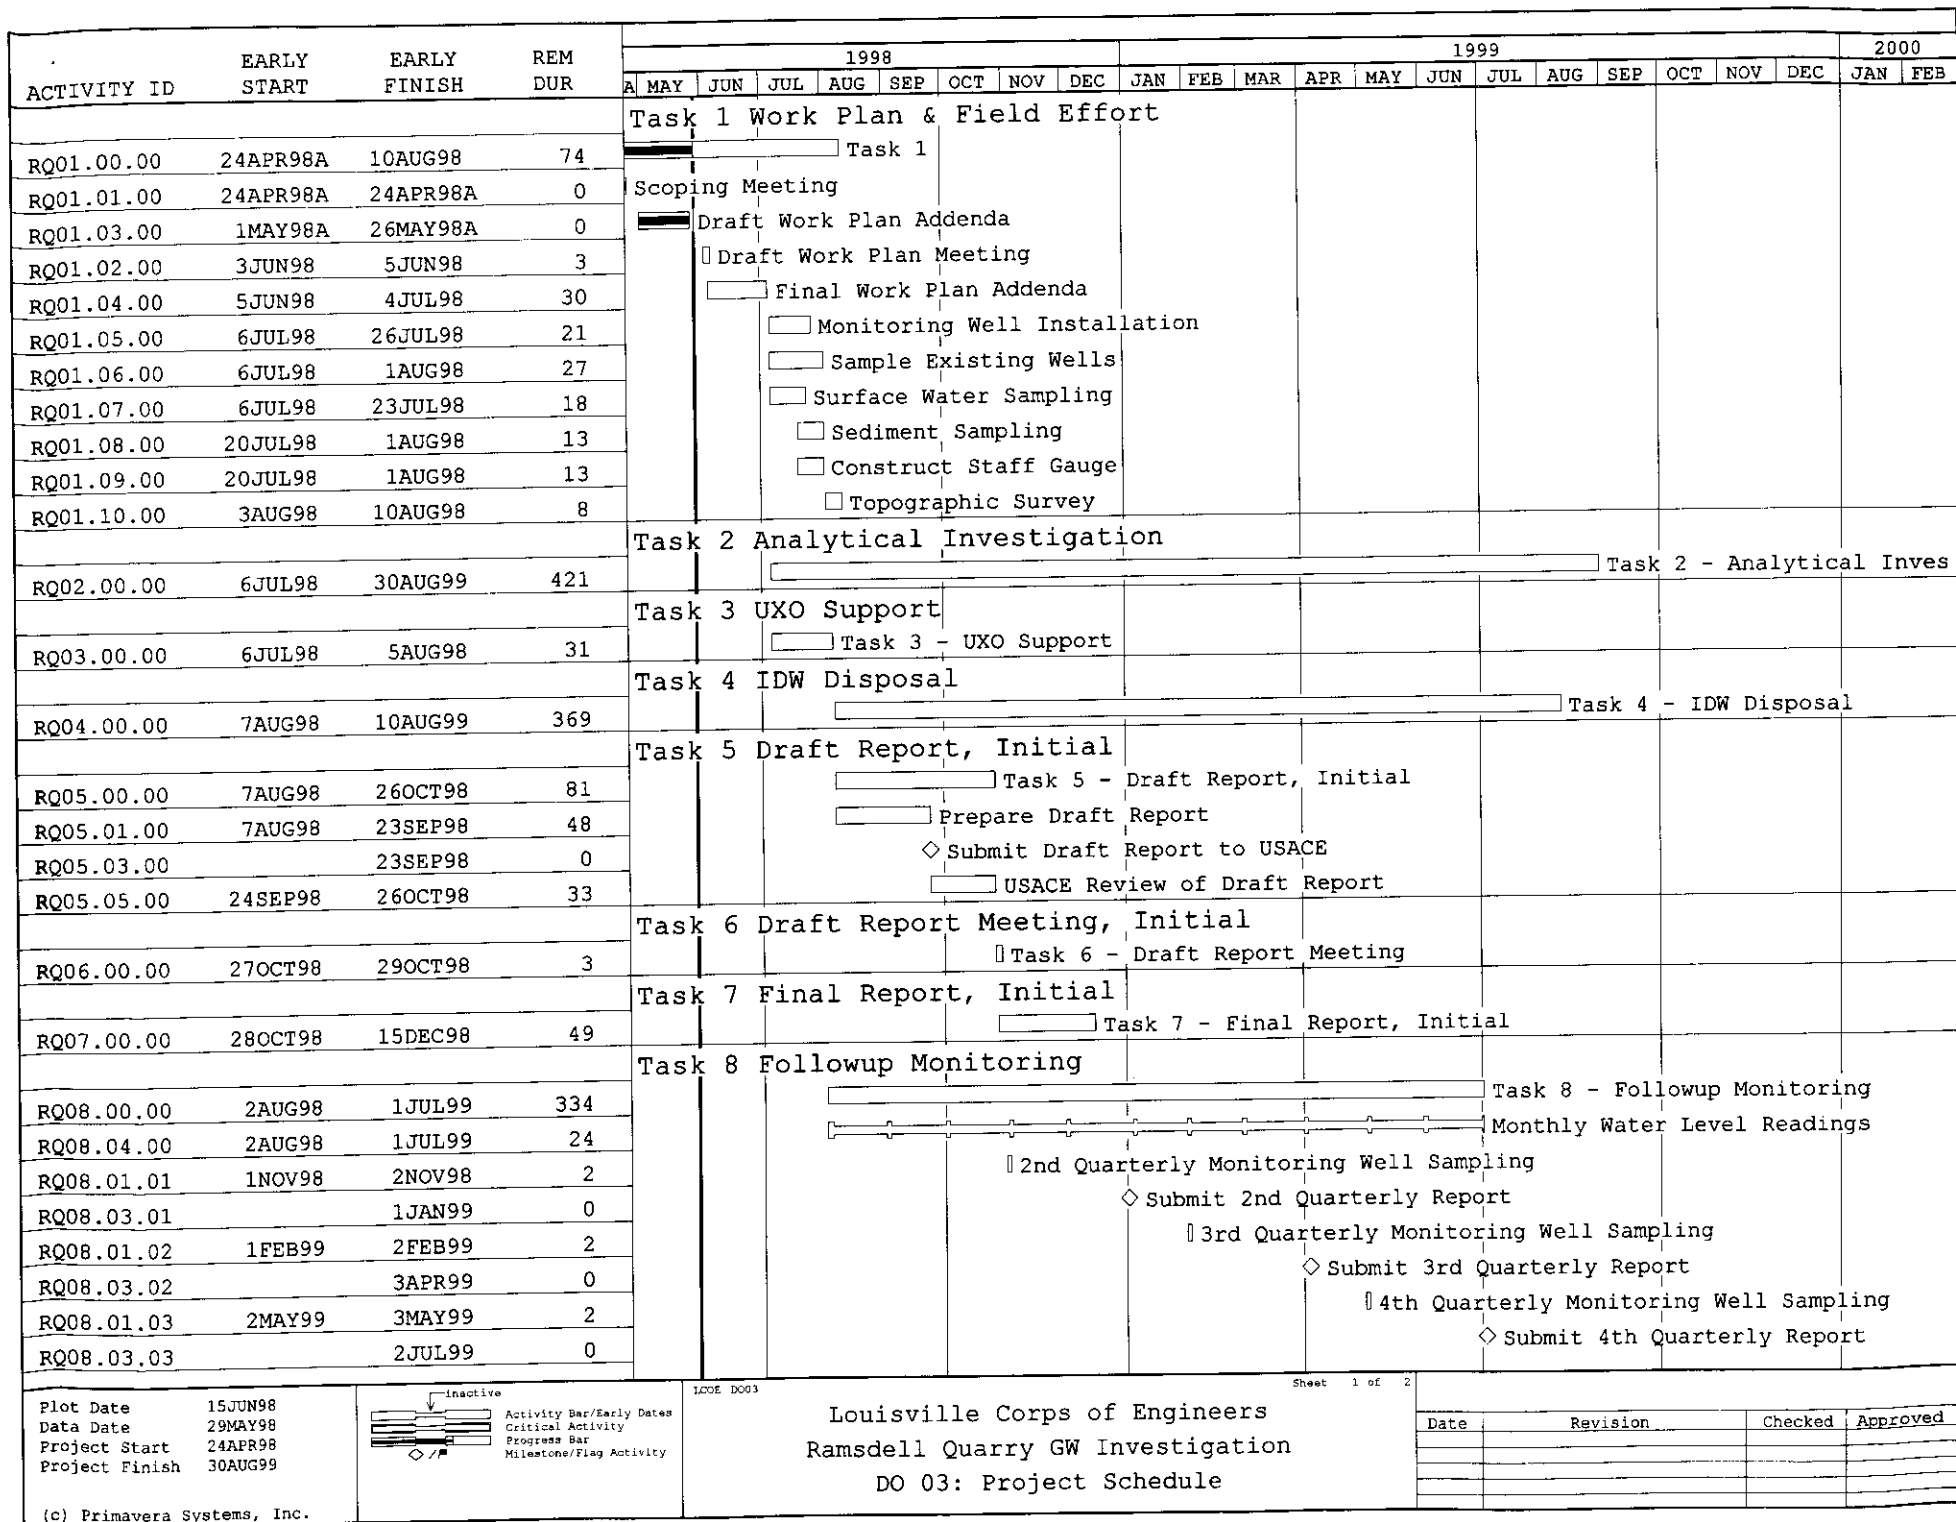 1998 1999 2000
ACTIVITY ID EARLY START EARLY FINISH REM DUR A MAY JUN JUL AUG SEP OCT NOV DEC JAN FEB MAR APR MAY JUN JUL AUG SEP OCT NOV DEC JAN FEB
Task 1 Work Plan & Field Effort
RQ01.00.00 24APR98A 10AUG98 74 Task 1
RQ01.01.00 24APR98A 24APR98A 0 Scoping Meeting
RQ01.03.00 1MAY98A 26MAY98A 0 Draft Work Plan Addenda
RQ01.02.00 3JUN98 5JUN98 3 Draft Work Plan Meeting
RQ01.04.00 5JUN98 4JUL98 30 Final Work Plan Addenda
RQ01.05.00 6JUL98 26JUL98 21 Monitoring Well Installation
RQ01.06.00 6JUL98 1AUG98 27 Sample Existing Wells
RQ01.07.00 6JUL98 23JUL98 18 Surface Water Sampling
RQ01.08.00 20JUL98 1AUG98 13 Sediment Sampling
RQ01.09.00 20JUL98 1AUG98 13 Construct Staff Gauge
RQ01.10.00 3AUG98 10AUG98 8 Topographic Survey
Task 2 Analytical Investigation
RQ02.00.00 6JUL98 30AUG99 421 Task 2 - Analytical Inves
Task 3 UXO Support
RQ03.00.00 6JUL98 5AUG98 31 Task 3 - UXO Support
Task 4 IDW Disposal
RQ04.00.00 7AUG98 10AUG99 369 Task 4 - IDW Disposal
Task 5 Draft Report, Initial
RQ05.00.00 7AUG98 26OCT98 81 Task 5 - Draft Report, Initial
RQ05.01.00 7AUG98 23SEP98 48 Prepare Draft Report
RQ05.03.00 23SEP98 0 Submit Draft Report to USACE
RQ05.05.00 24SEP98 26OCT98 33 USACE Review of Draft Report
Task 6 Draft Report Meeting, Initial
RQ06.00.00 27OCT98 29OCT98 3 Task 6 - Draft Report Meeting
Task 7 Final Report, Initial
RQ07.00.00 28OCT98 15DEC98 49 Task 7 - Final Report, Initial
Task 8 Followup Monitoring
RQ08.00.00 2AUG98 1JUL99 334 Task 8 - Followup Monitoring
RQ08.04.00 2AUG98 1JUL99 24 Monthly Water Level Readings
RQ08.01.01 1NOV98 2NOV98 2 2nd Quarterly Monitoring Well Sampling
RQ08.03.01 1JAN99 0 Submit 2nd Quarterly Report
RQ08.01.02 1FEB99 2FEB99 2 3rd Quarterly Monitoring Well Sampling
RQ08.03.02 3APR99 0 Submit 3rd Quarterly Report
RQ08.01.03 2MAY99 3MAY99 2 4th Quarterly Monitoring Well Sampling
RQ08.03.03 2JUL99 0 Submit 4th Quarterly Report
Plot Date 15JUN98
Data Date 29MAY98
Project Start 24APR98
Project Finish 30AUG99
(c) Primavera Systems, Inc.
inactive
Activity Bar/Early Dates
Critical Activity
Progress Bar
Milestone/Flag Activity
LCOE DO03
Sheet 1 of 2
Louisville Corps of Engineers
Ramsdell Quarry GW Investigation
DO 03: Project Schedule
Date Revision Checked Approved